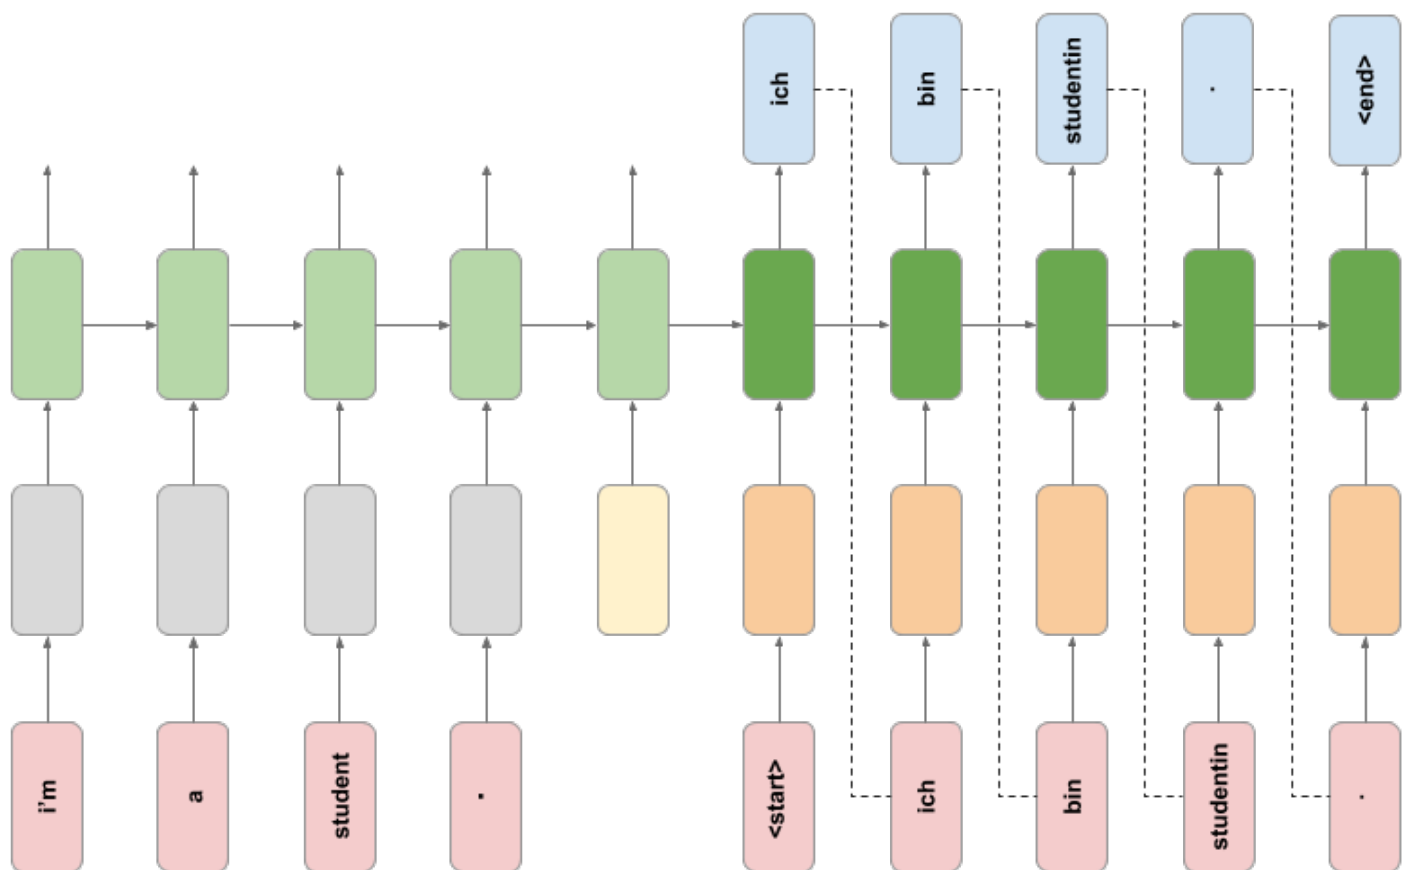 ich
bin
studentin
.
<end>
i'm
a
student
.
<start>
ich
bin
studentin
.